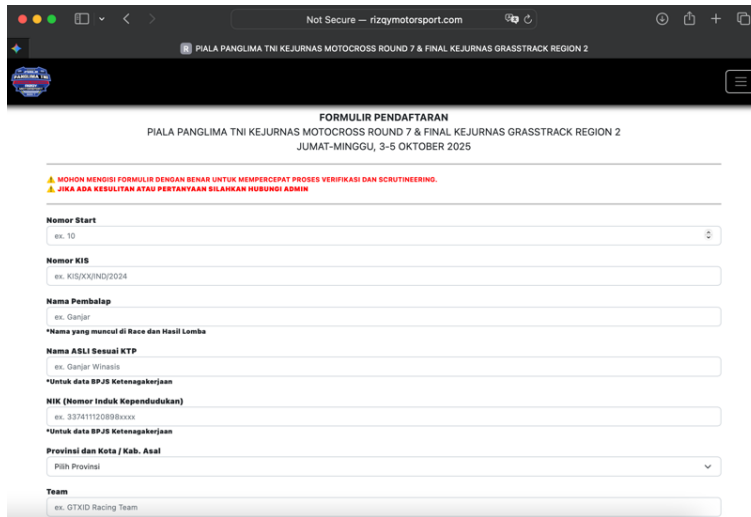 Not Secure — rizqymotorsport.com
R PIALA PANGLIMA TNI KEJURNAS MOTOCROSS ROUND 7 & FINAL KEJURNAS GRASSTRACK REGION 2
PANGLIMA TNI
FORMULIR PENDAFTARAN
PIALA PANGLIMA TNI KEJURNAS MOTOCROSS ROUND 7 & FINAL KEJURNAS GRASSTRACK REGION 2
JUMAT-MINGGU, 3-5 OKTOBER 2025
⚠️ MOHON MENGISI FORMULIR DENGAN BENAR UNTUK MEMPERCEPAT PROSES VERIFIKASI DAN SCRUTINEERING.
⚠️ JIKA ADA KESULITAN ATAU PERTANYAAN SILAHKAN HUBUNGI ADMIN
Nomor Start
ex. 10
Nomor KIS
ex. KIS/XX/IND/2024
Nama Pembalap
ex. Ganjar
*Nama yang muncul di Race dan Hasil Lomba
Nama ASLI Sesuai KTP
ex. Ganjar Winasis
*Untuk data BPJS Ketenagakerjaan
NIK (Nomor Induk Kependudukan)
ex. 337411120898xxxx
*Untuk data BPJS Ketenagakerjaan
Provinsi dan Kota / Kab. Asal
Pilih Provinsi
Team
ex. GTXID Racing Team